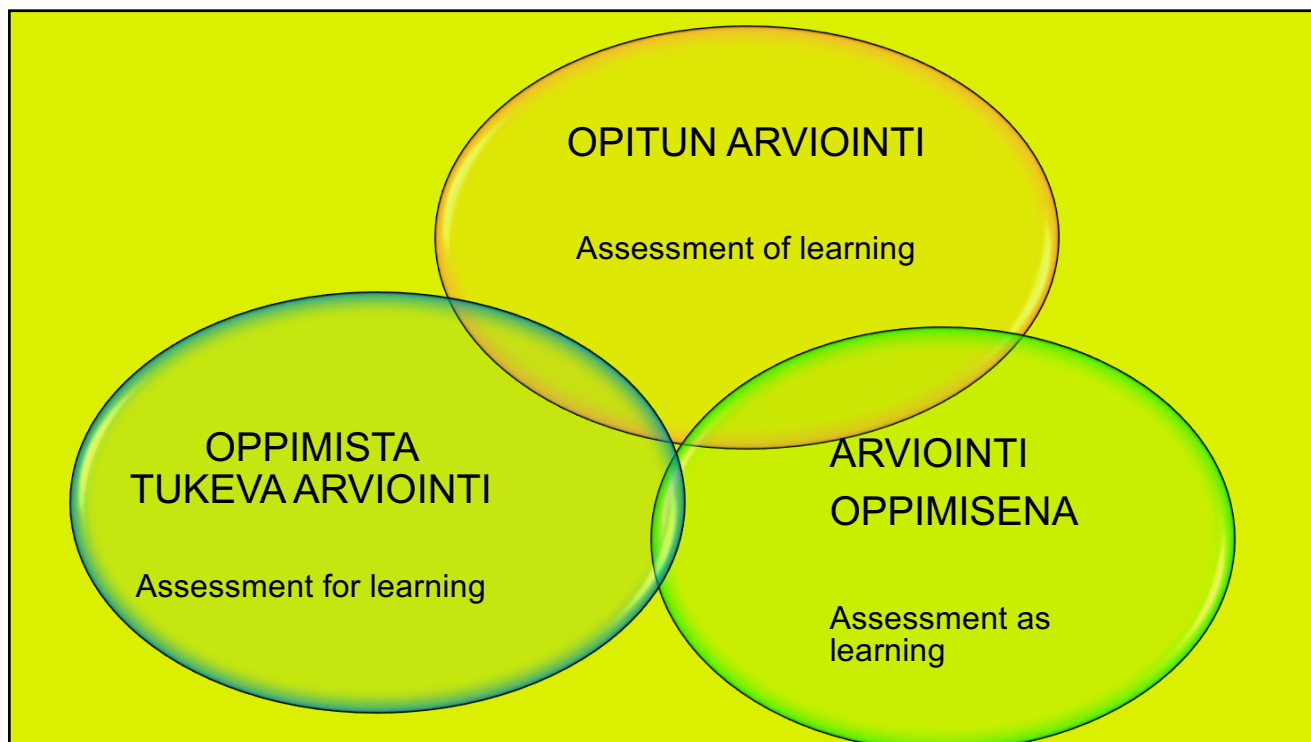 OPITUN ARVIOINTI
Assessment of learning
OPPIMISTA
TUKEVA ARVIOINTI
Assessment for learning
ARVIOINTI
OPPIMISENA
Assessment as
learning